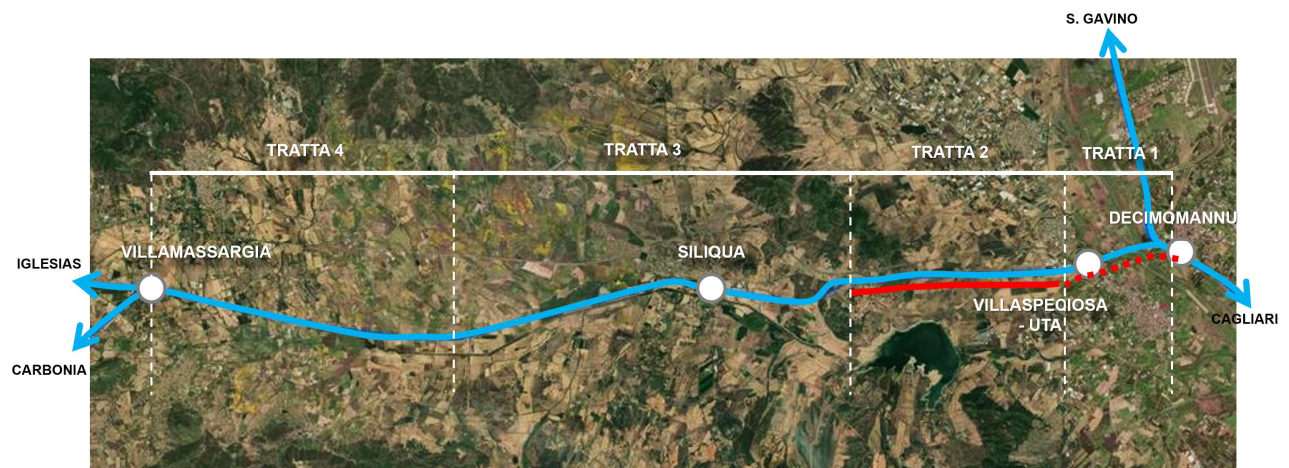 S. GAVINO
TRATTA 4
TRATTA 3
TRATTA 2
TRATTA 1
DECIMOMANNU
VILLAMASSARGIA
SILIQUA
IGLESIAS
VILLASPECIOSA
- UTA
CAGLIARI
CARBONIA